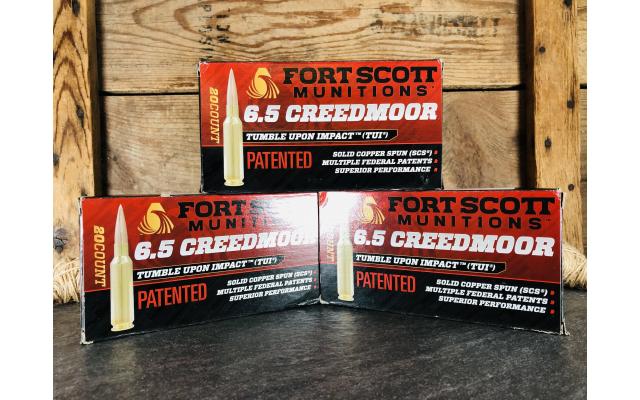 FORT SCOTT
MUNITIONS™
6.5 CREEDMOOR
TUMBLE UPON IMPACT™ (TUI®)
PATENTED
SOLID COPPER SPUN (SCS®)
MULTIPLE FEDERAL PATENTS
SUPERIOR PERFORMANCE
20 COUNT
FORT SCOTT
MUNITIONS
6.5 CREEDMOOR
TUMBLE UPON IMPACT™ (TUI®)
PATENTED
SOLID COPPER SPUN (SCS®)
MULTIPLE FEDERAL PATENTS
SUPERIOR PERFORMANCE
20 COUNT
FORT SCOTT
MUNITIONS™
6.5 CREEDMOOR
TUMBLE UPON IMPACT™ (TUI®)
PATENTED
SOLID COPPER SPUN (SCS®)
MULTIPLE FEDERAL PATENTS
SUPERIOR PERFORMANCE